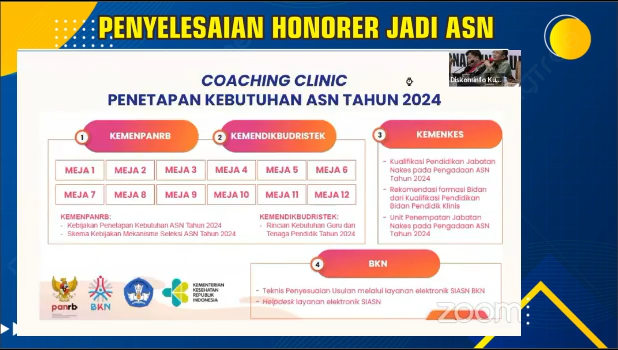 PENYELESAIAN HONORER JADI ASN
COACHING CLINIC
PENETAPAN KEBUTUHAN ASN TAHUN 2024
Diskominfo Ku...
1
KEMENPANRB
2
KEMENDIKBUDRISTEK
3
KEMENKES
MEJA 1
MEJA 2
MEJA 3
MEJA 4
MEJA 5
MEJA 6
MEJA 7
MEJA 8
MEJA 9
MEJA 10
MEJA 11
MEJA 12
KEMENPANRB:
- Kebijakan Penetapan Kebutuhan ASN Tahun 2024
- Skema Kebijakan Mekanisme Seleksi ASN Tahun 2024
KEMENDIKBUDRISTEK:
- Rincian Kebutuhan Guru dan
Tenaga Pendidik Tahun 2024
- Kualifikasi Pendidikan Jabatan
Nakes pada Pengadaan ASN
Tahun 2024
- Rekomendasi formasi Bidan
dari Kualifikasi Pendidikan
Bidan Pendidik Klinis
- Unit Penempatan Jabatan
Nakes pada Pengadaan ASN
Tahun 2024
4
BKN
- Teknis Penyesuaian Usulan melalui layanan elektronik SIASN BKN
- Helpdesk layanan elektronik SIASN
panrb
BKN
KEMENTERIAN
KESEHATAN
REPUBLIK
INDONESIA
zoom